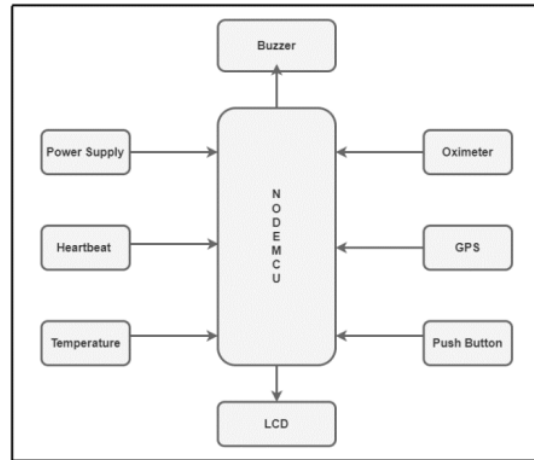 Buzzer
Power Supply
Oximeter
N
O
D
E
M
C
U
Heartbeat
GPS
Temperature
Push Button
LCD